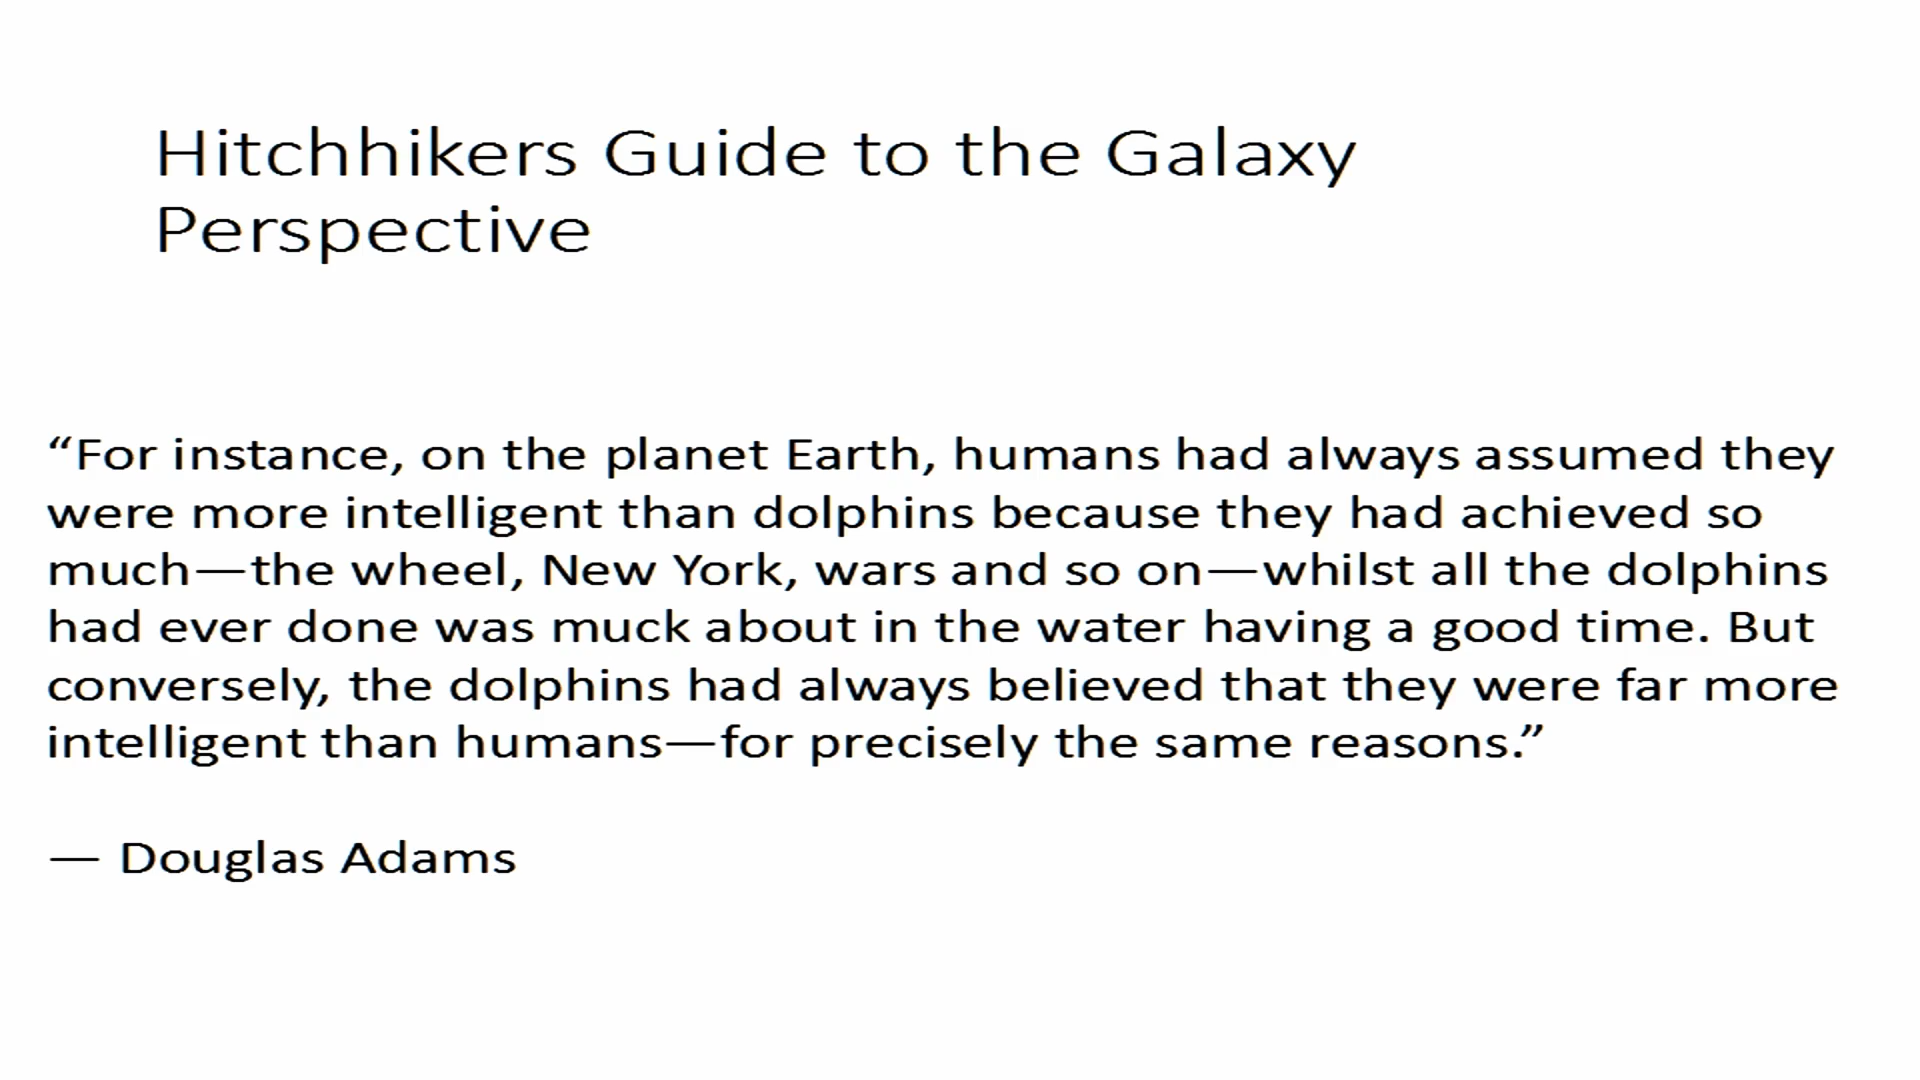 Hitchhikers Guide to the Galaxy
Perspective
“For instance, on the planet Earth, humans had always assumed they
were more intelligent than dolphins because they had achieved so
much—the wheel, New York, wars and so on—whilst all the dolphins
had ever done was muck about in the water having a good time. But
conversely, the dolphins had always believed that they were far more
intelligent than humans—for precisely the same reasons.”
— Douglas Adams